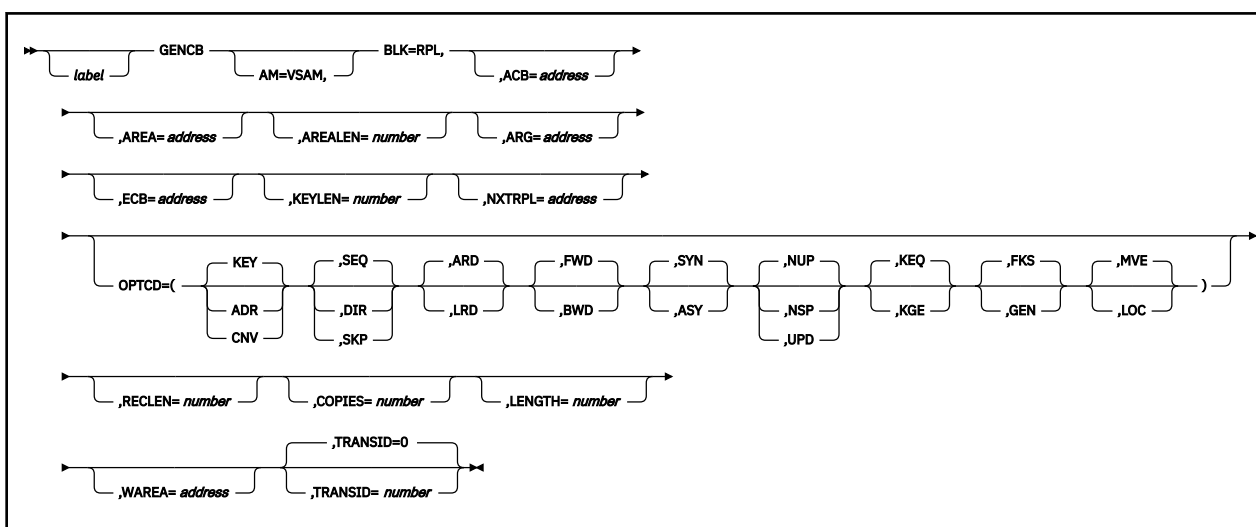 GENCB BLK=RPL,
label AM=VSAM, ,ACB= address
,AREA= address ,AREALEN= number ,ARG= address
,ECB= address ,KEYLEN= number ,NXTRPL= address
KEY ,SEQ ,ARD ,FWD ,SYN ,NUP ,KEQ ,FKS ,MVE
OPTCD=( ADR ,DIR ,LRD ,BWD ,ASY ,NSP ,KGE ,GEN ,LOC )
CNV ,SKP ,UPD
,RECLEN= number ,COPIES= number ,LENGTH= number
,TRANSID=0
,WAREA= address ,TRANSID= number